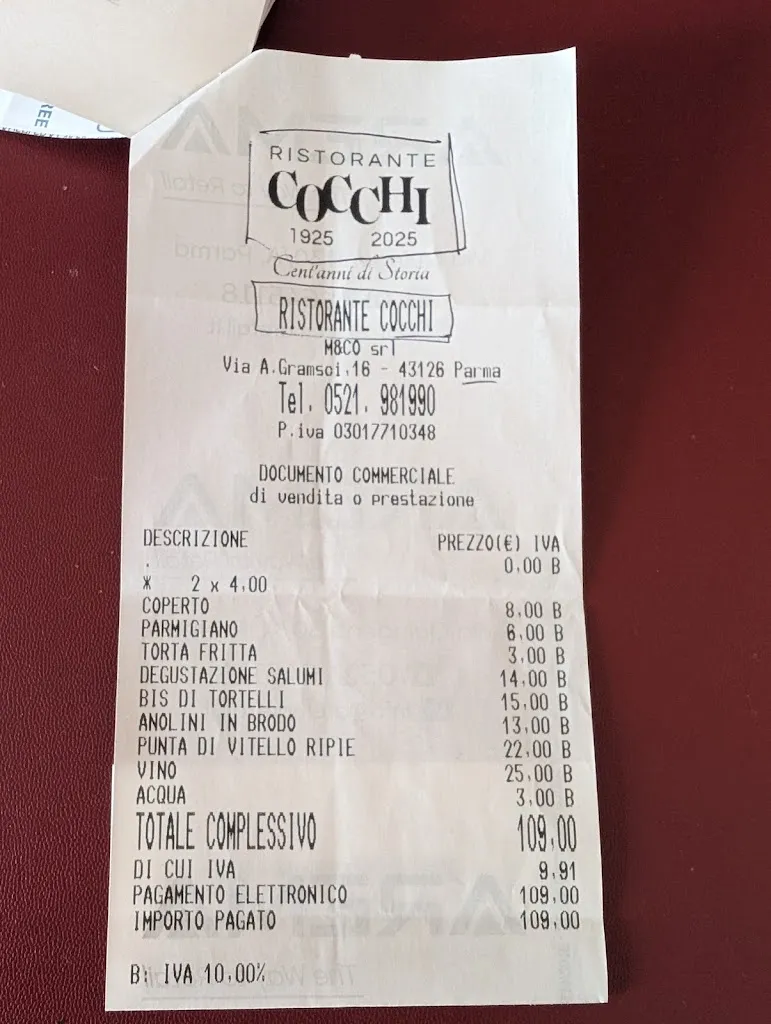 REE
RISTORANTE
COCCHI
1925 2025
Cent'anni di Storia
RISTORANTE COCCHI
M&CO srl
Via A.Gramsci,16 - 43126 Parma
Tel. 0521. 981990
P.iva 03017710348
DOCUMENTO COMMERCIALE
di vendita o prestazione
DESCRIZIONE PREZZO(€) IVA
. 0,00 B
* 2 x 4,00
COPERTO 8,00 B
PARMIGIANO 6,00 B
TORTA FRITTA 3,00 B
DEGUSTAZIONE SALUMI 14,00 B
BIS DI TORTELLI 15,00 B
ANOLINI IN BRODO 13,00 B
PUNTA DI VITELLO RIPIE 22,00 B
VINO 25,00 B
ACQUA 3,00 B
TOTALE COMPLESSIVO 109,00
DI CUI IVA 9,91
PAGAMENTO ELETTRONICO 109,00
IMPORTO PAGATO 109,00
B: IVA 10,00%